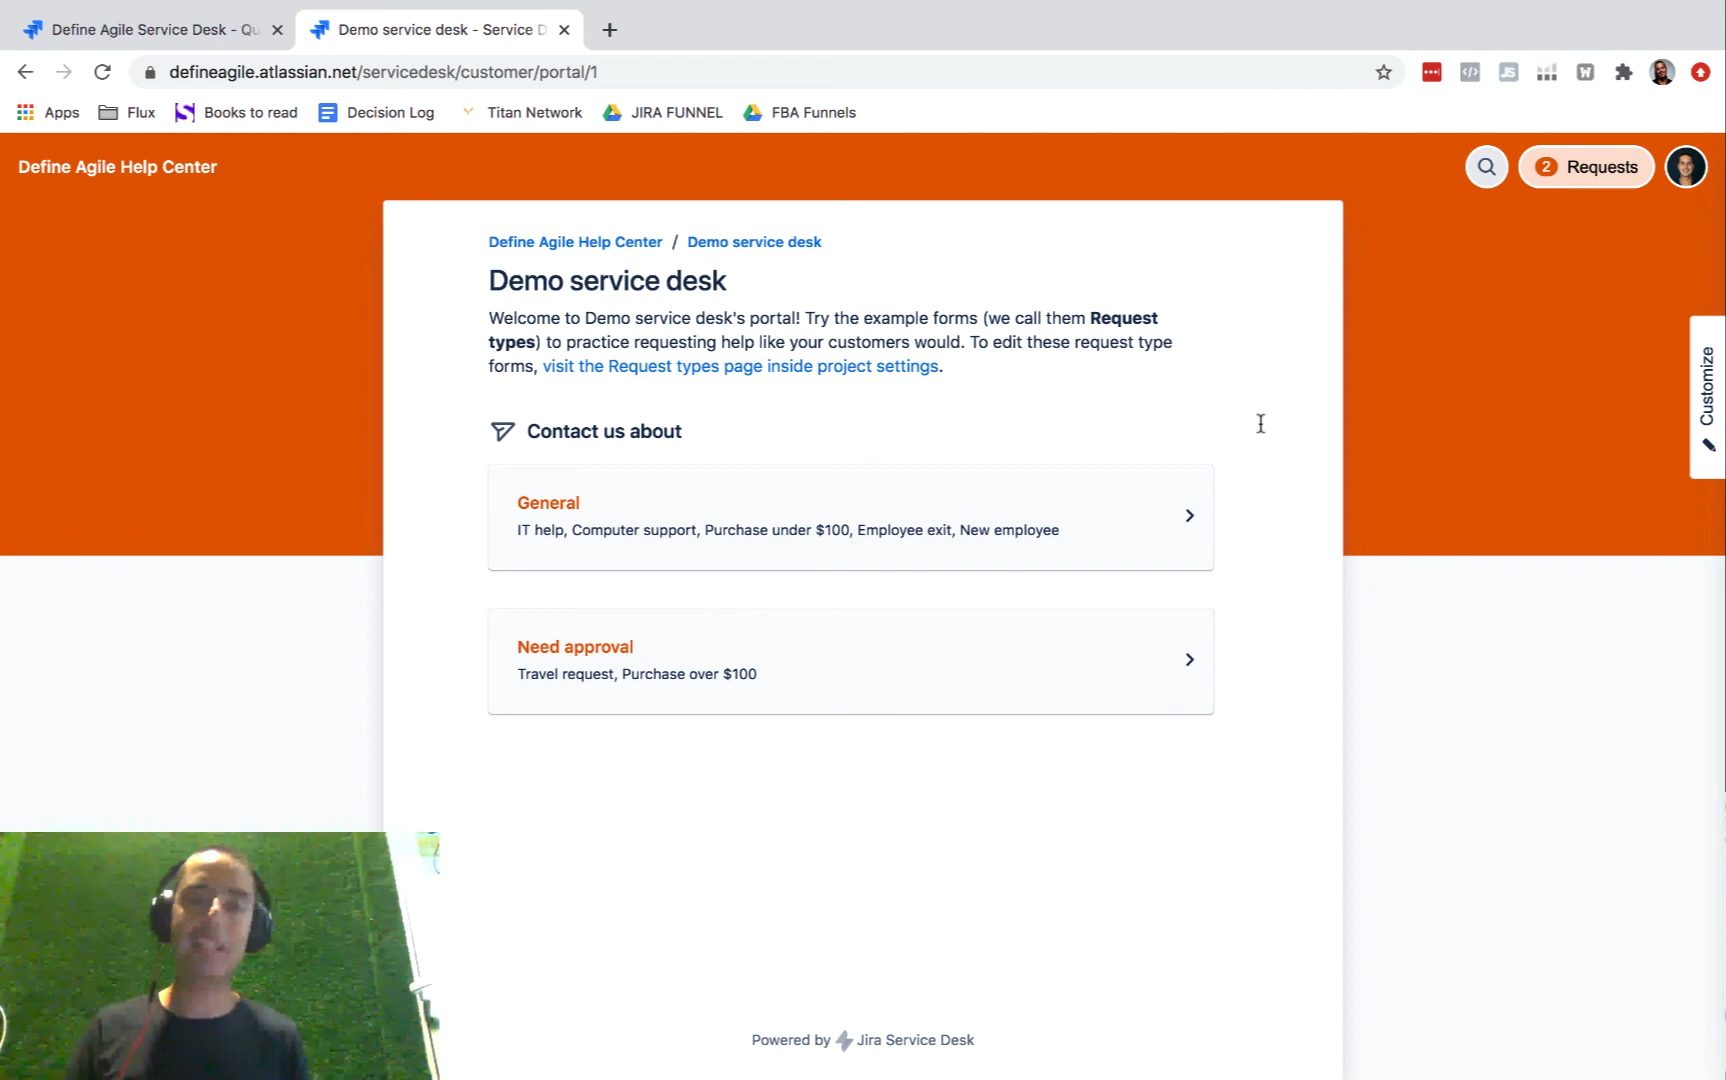 Define Agile Service Desk - Qu
Demo service desk - Service D
defineagile.atlassian.net/servicedesk/customer/portal/1
JS
W
Apps
Flux
Books to read
Decision Log
Titan Network
JIRA FUNNEL
FBA Funnels
Define Agile Help Center
2 Requests
Define Agile Help Center / Demo service desk
Demo service desk
Welcome to Demo service desk's portal! Try the example forms (we call them Request
types) to practice requesting help like your customers would. To edit these request type
forms, visit the Request types page inside project settings.
Customize
Contact us about
General
IT help, Computer support, Purchase under $100, Employee exit, New employee
Need approval
Travel request, Purchase over $100
Powered by Jira Service Desk